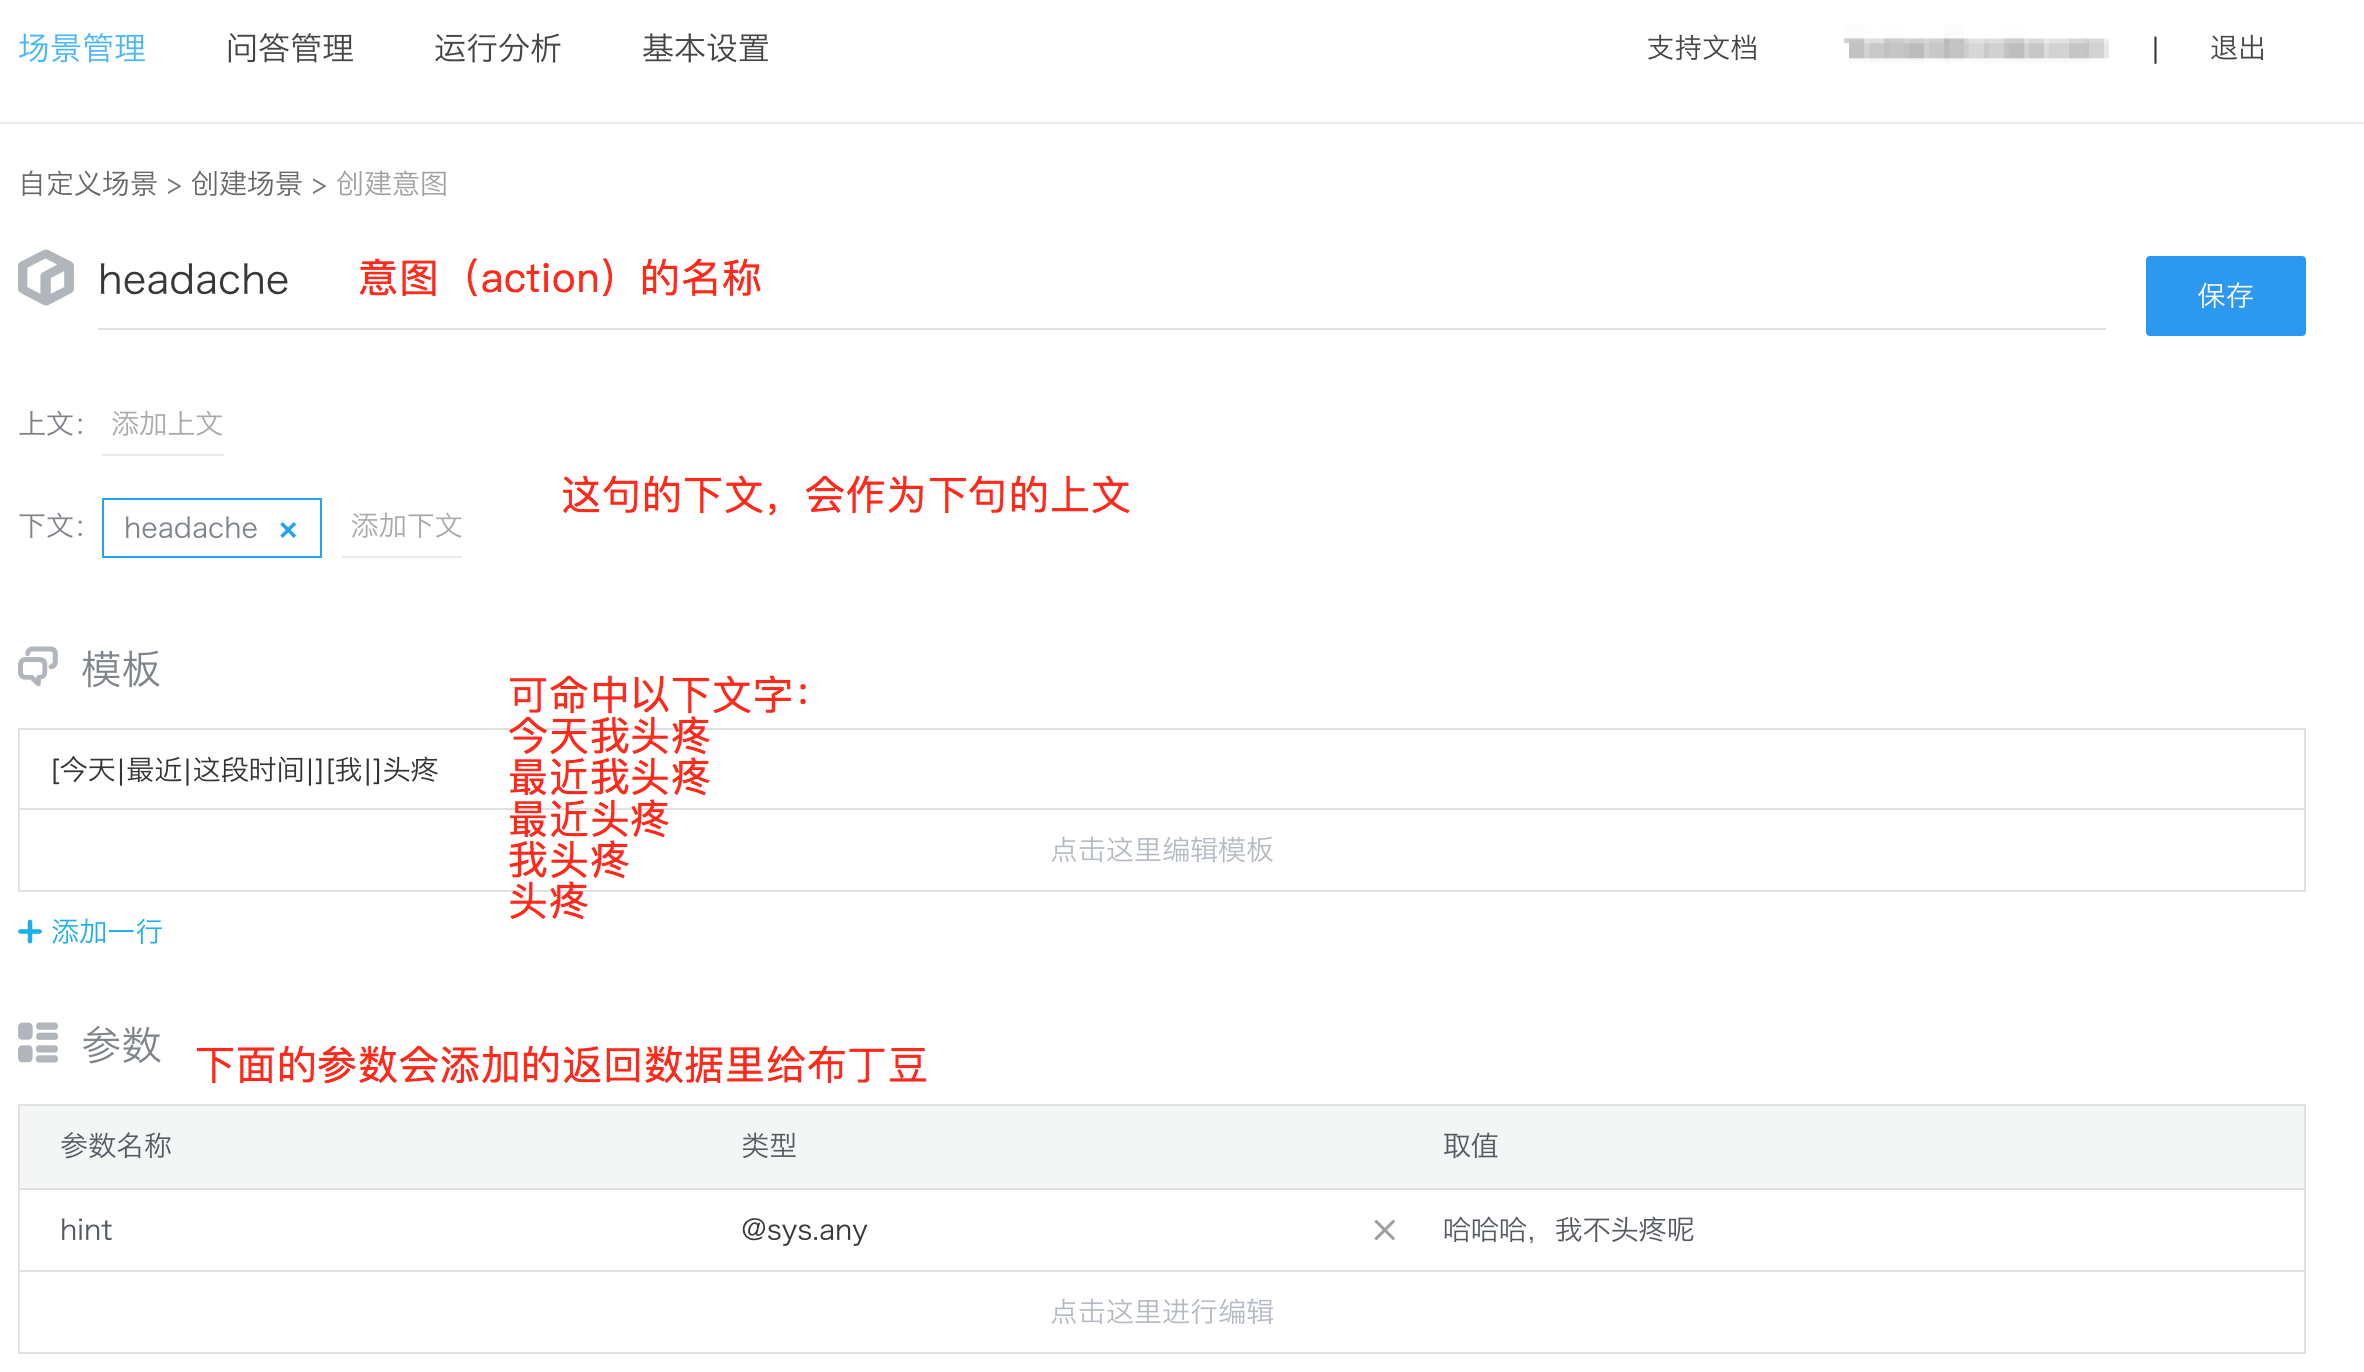 场景管理 问答管理 运行分析 基本设置 支持文档 | 退出
自定义场景 > 创建场景 > 创建意图
headache 意图（action）的名称
保存
上文： 添加上文
这句的下文，会作为下句的上文
下文： headache × 添加下文
模板
可命中以下文字：
今天我头疼
[今天|最近|这段时间|][我|]头疼
最近我头疼
最近头疼
点击这里编辑模板
我头疼
头疼
+ 添加一行
参数 下面的参数会添加的返回数据里给布丁豆
参数名称 类型 取值
hint @sys.any × 哈哈哈，我不头疼呢
点击这里进行编辑